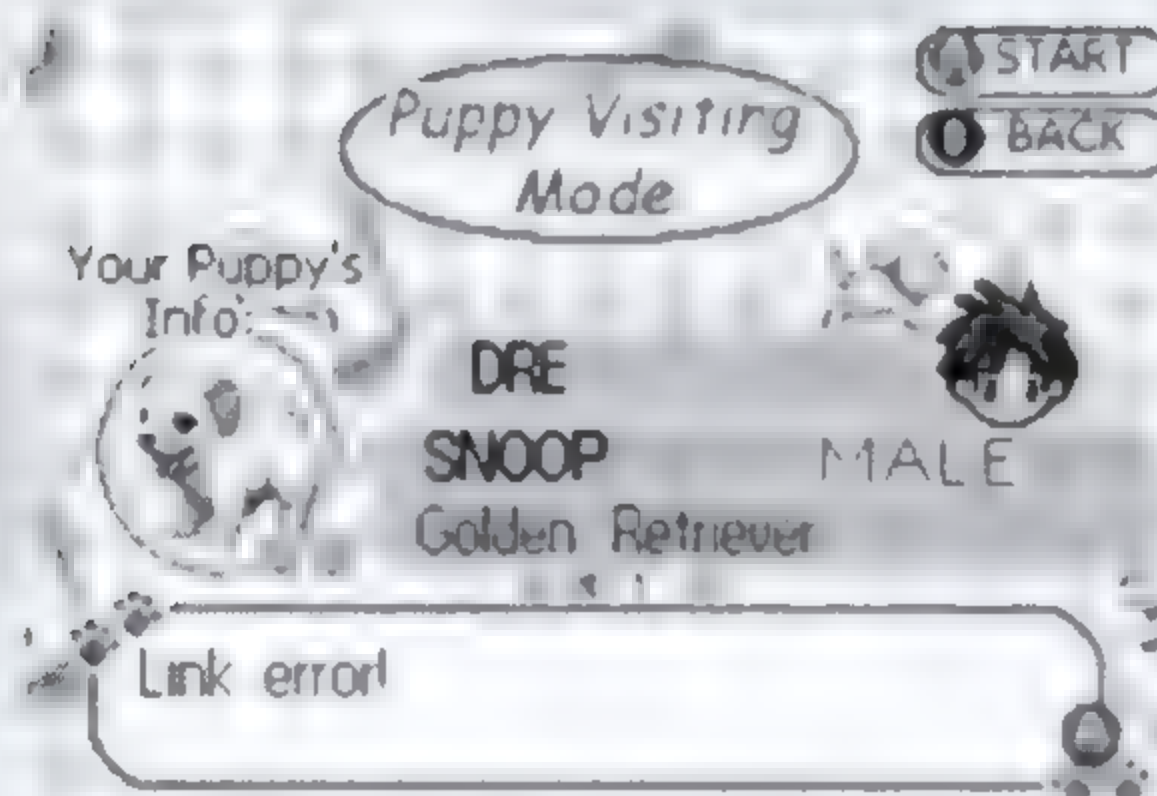 START
BACK
Puppy Visiting
Mode
Your Puppy's
Info:
DRE
SNOOP
MALE
Golden Retriever
Link error!